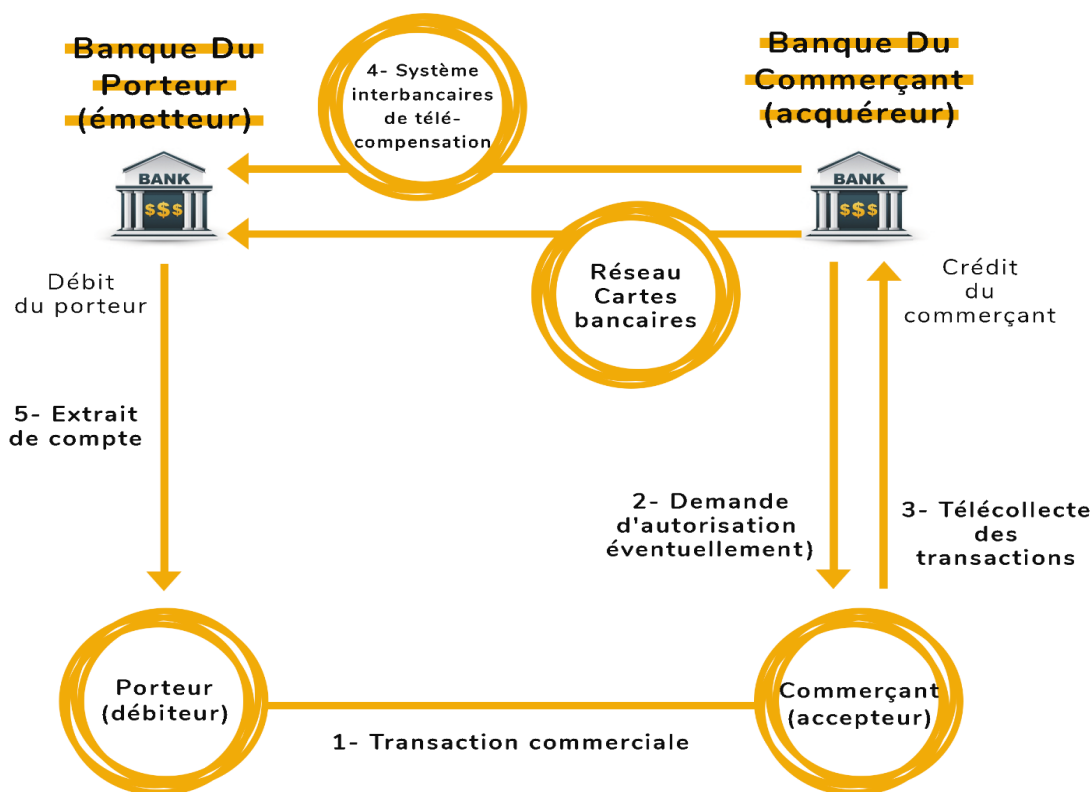 Banque Du
Porteur
(émetteur)
4- Système
interbancaires
de télé-
compensation
Banque Du
Commerçant
(acquéreur)
BANK
$$$
BANK
$$$
Réseau
Cartes
bancaires
Débit
du porteur
Crédit
du
commerçant
5- Extrait
de compte
2- Demande
d'autorisation
éventuellement)
3- Télécollecte
des
transactions
Porteur
(débiteur)
Commerçant
(accepteur)
1- Transaction commerciale